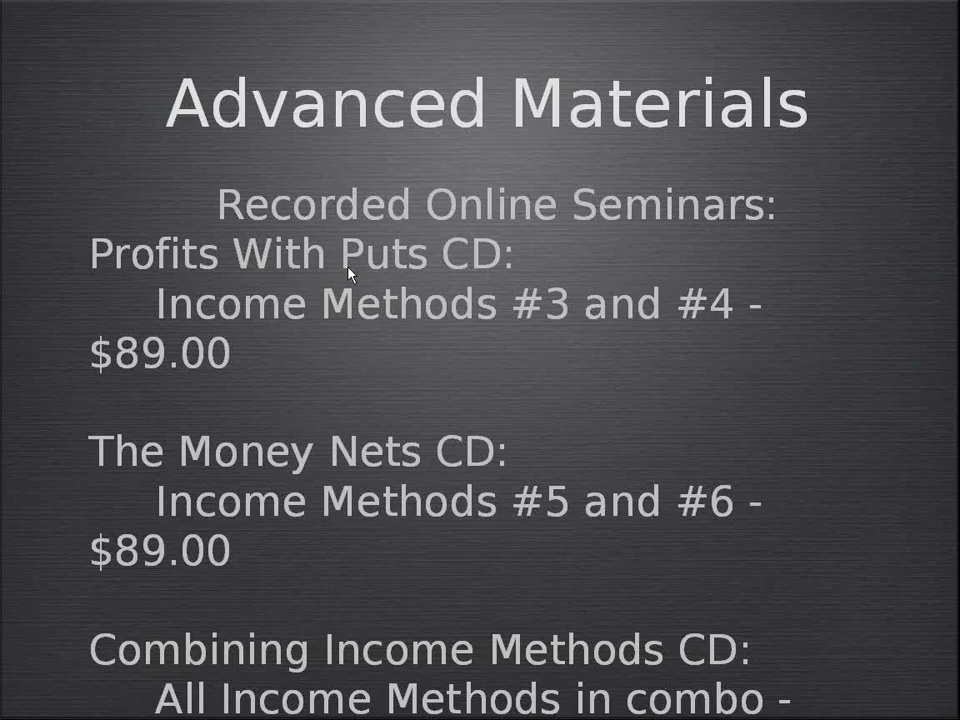 Advanced Materials
Recorded Online Seminars:
Profits With Puts CD:
Income Methods #3 and #4 -
$89.00
The Money Nets CD:
Income Methods #5 and #6 -
$89.00
Combining Income Methods CD:
All Income Methods in combo -